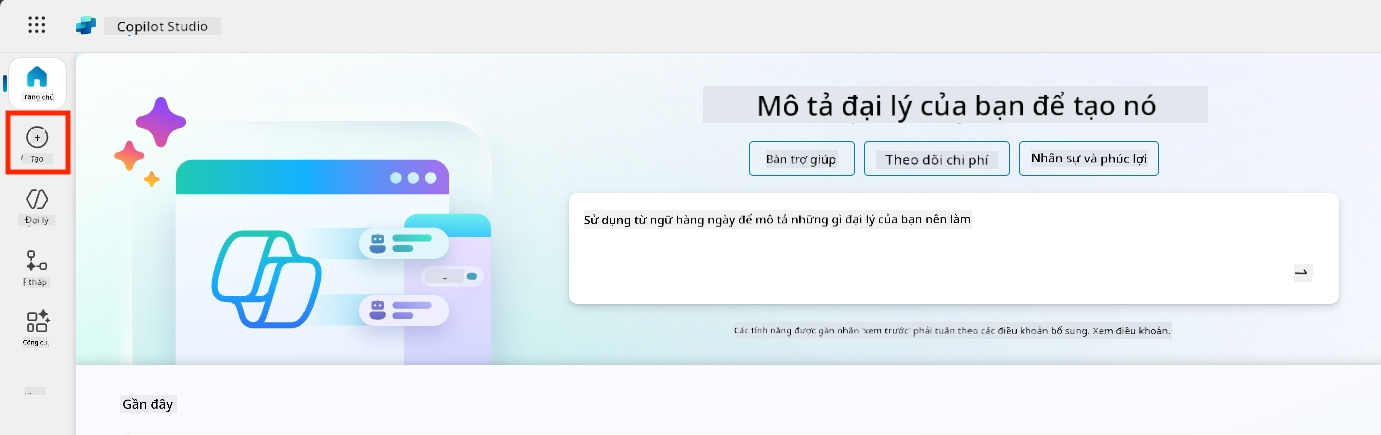 Copilot Studio
Trang chủ
Tạo
Đại lý
Công cụ
Mô tả đại lý của bạn để tạo nó
Bàn trợ giúp
Theo dõi chi phí
Nhân sự và phúc lợi
Sử dụng từ ngữ hàng ngày để mô tả những gì đại lý của bạn nên làm
Các tính năng được gắn nhãn 'xem trước' phải tuân theo các điều khoản bổ sung. Xem điều khoản.
Gần đây